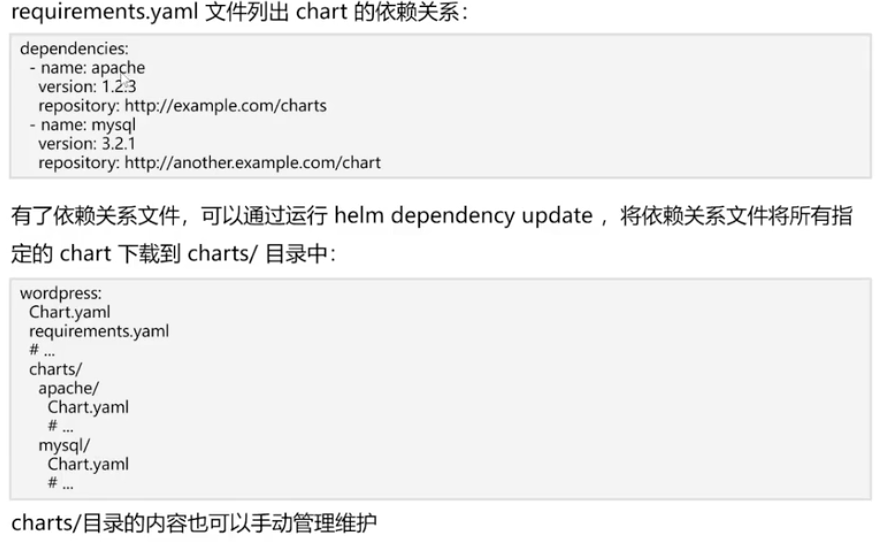 requirements.yaml 文件列出 chart 的依赖关系：
dependencies:
- name: apache
version: 1.2.3
repository: http://example.com/charts
- name: mysql
version: 3.2.1
repository: http://another.example.com/chart
有了依赖关系文件，可以通过运行 helm dependency update ，将依赖关系文件将所有指
定的 chart 下载到 charts/ 目录中：
wordpress:
Chart.yaml
requirements.yaml
# ...
charts/
apache/
Chart.yaml
# ...
mysql/
Chart.yaml
# ...
charts/目录的内容也可以手动管理维护